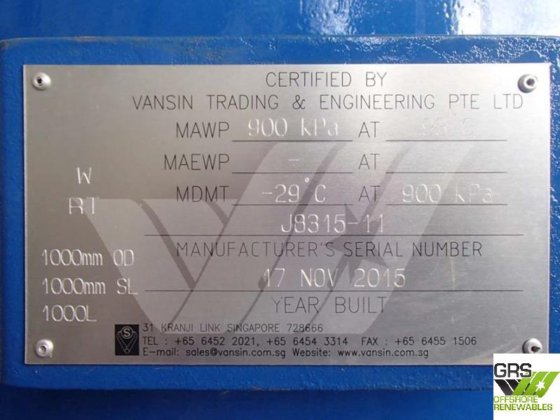 CERTIFIED BY
VANSIN TRADING & ENGINEERING PTE LTD
MAWP 900 kPa AT
MAEWP - AT
W
MDMT -29°C AT 900 kPa
RT
J8315-11
MANUFACTURER'S SERIAL NUMBER
1000mm OD
17 NOV 2015
1000mm SL
YEAR BUILT
1000L
31 KRANJI LINK SINGAPORE 728666
TEL : +65 6452 2021, +65 6454 3314 FAX : +65 6455 1506
E-mail: sales@vansin.com.sg Website: www.vansin.com.sg
GRS
OFFSHORE
RENEWABLES